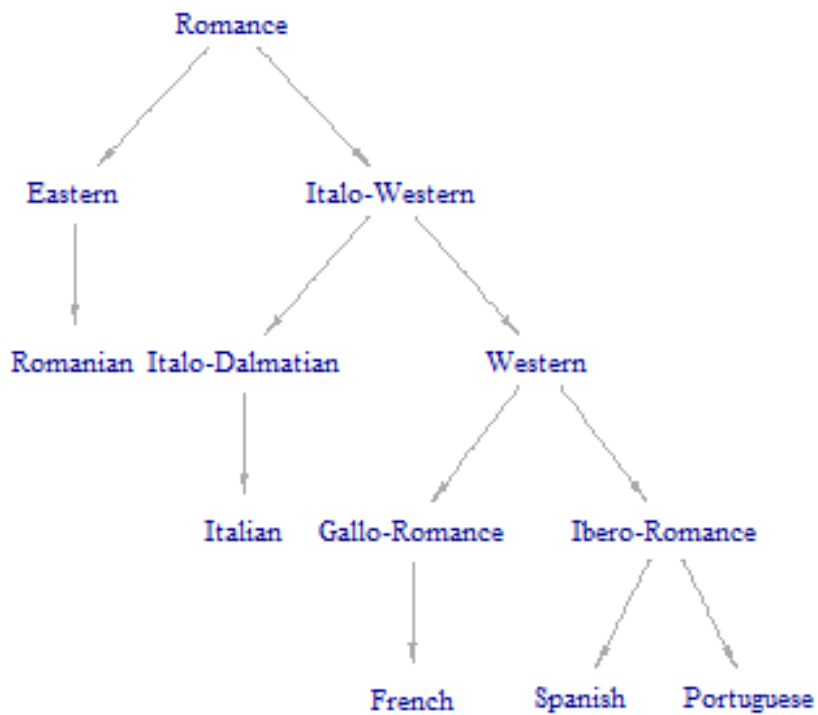 Romance
Eastern Italo-Western
Romanian Italo-Dalmatian Western
Italian Gallo-Romance Ibero-Romance
French Spanish Portuguese